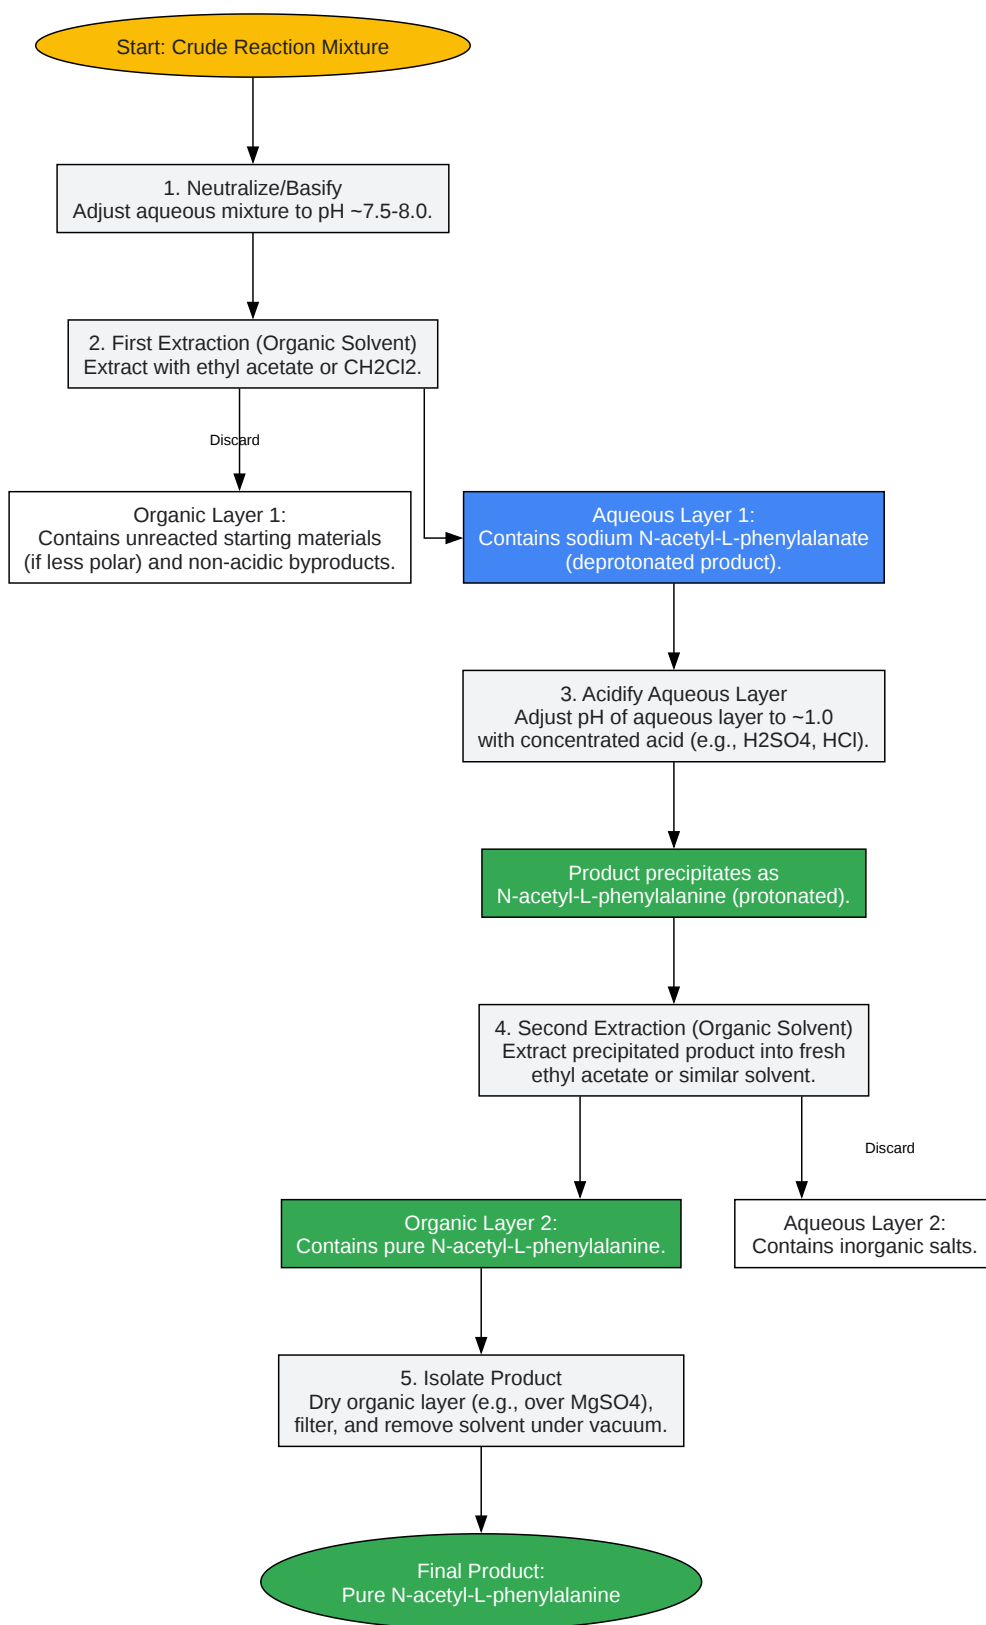 Start: Crude Reaction Mixture
1. Neutralize/Basify
Adjust aqueous mixture to pH ~7.5-8.0.
2. First Extraction (Organic Solvent)
Extract with ethyl acetate or CH2Cl2.
Discard
Organic Layer 1:
Contains unreacted starting materials
(if less polar) and non-acidic byproducts.
Aqueous Layer 1:
Contains sodium N-acetyl-L-phenylalanate
(deprotonated product).
3. Acidify Aqueous Layer
Adjust pH of aqueous layer to ~1.0
with concentrated acid (e.g., H2SO4, HCl).
Product precipitates as
N-acetyl-L-phenylalanine (protonated).
4. Second Extraction (Organic Solvent)
Extract precipitated product into fresh
ethyl acetate or similar solvent.
Discard
Organic Layer 2:
Contains pure N-acetyl-L-phenylalanine.
Aqueous Layer 2:
Contains inorganic salts.
5. Isolate Product
Dry organic layer (e.g., over MgSO4),
filter, and remove solvent under vacuum.
Final Product:
Pure N-acetyl-L-phenylalanine